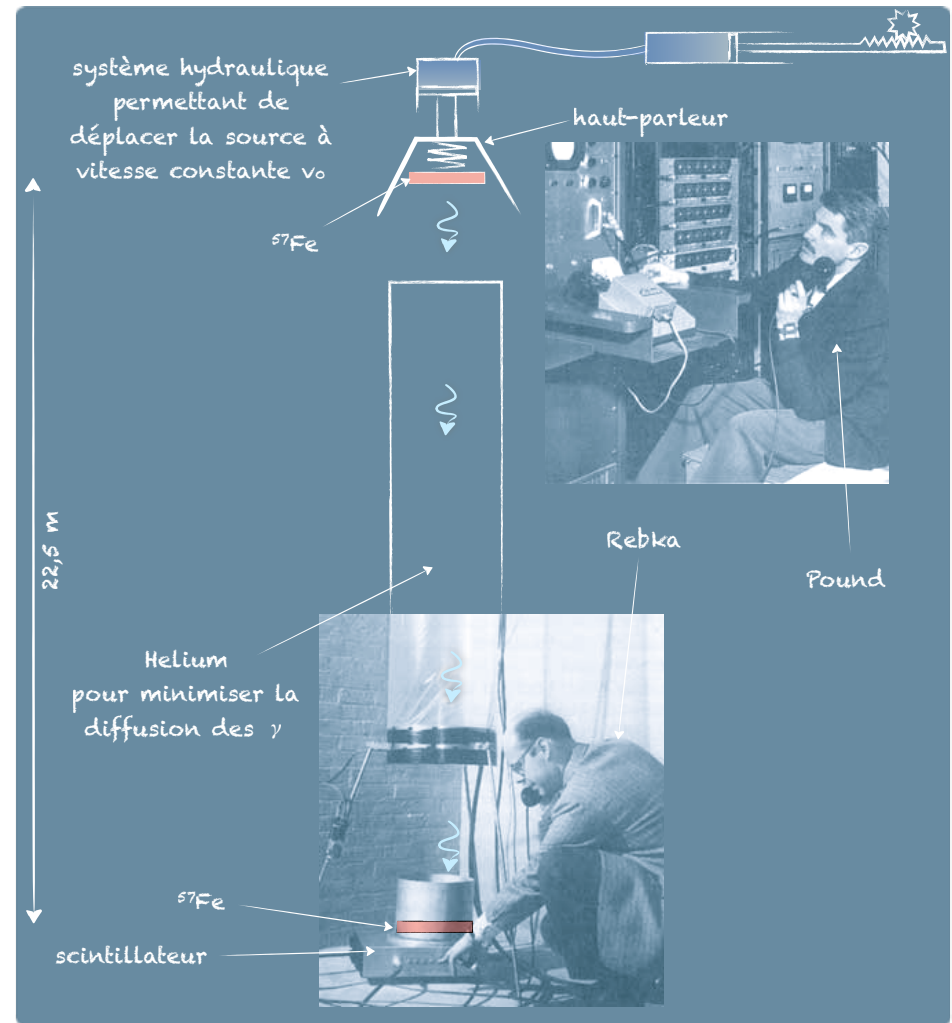 système hydraulique
permettant de
déplacer la source à
vitesse constante v₀
haut-parleur
⁵⁷Fe
22,5 m
Rebka
Pound
Helium
pour minimiser la
diffusion des γ
⁵⁷Fe
scintillateur